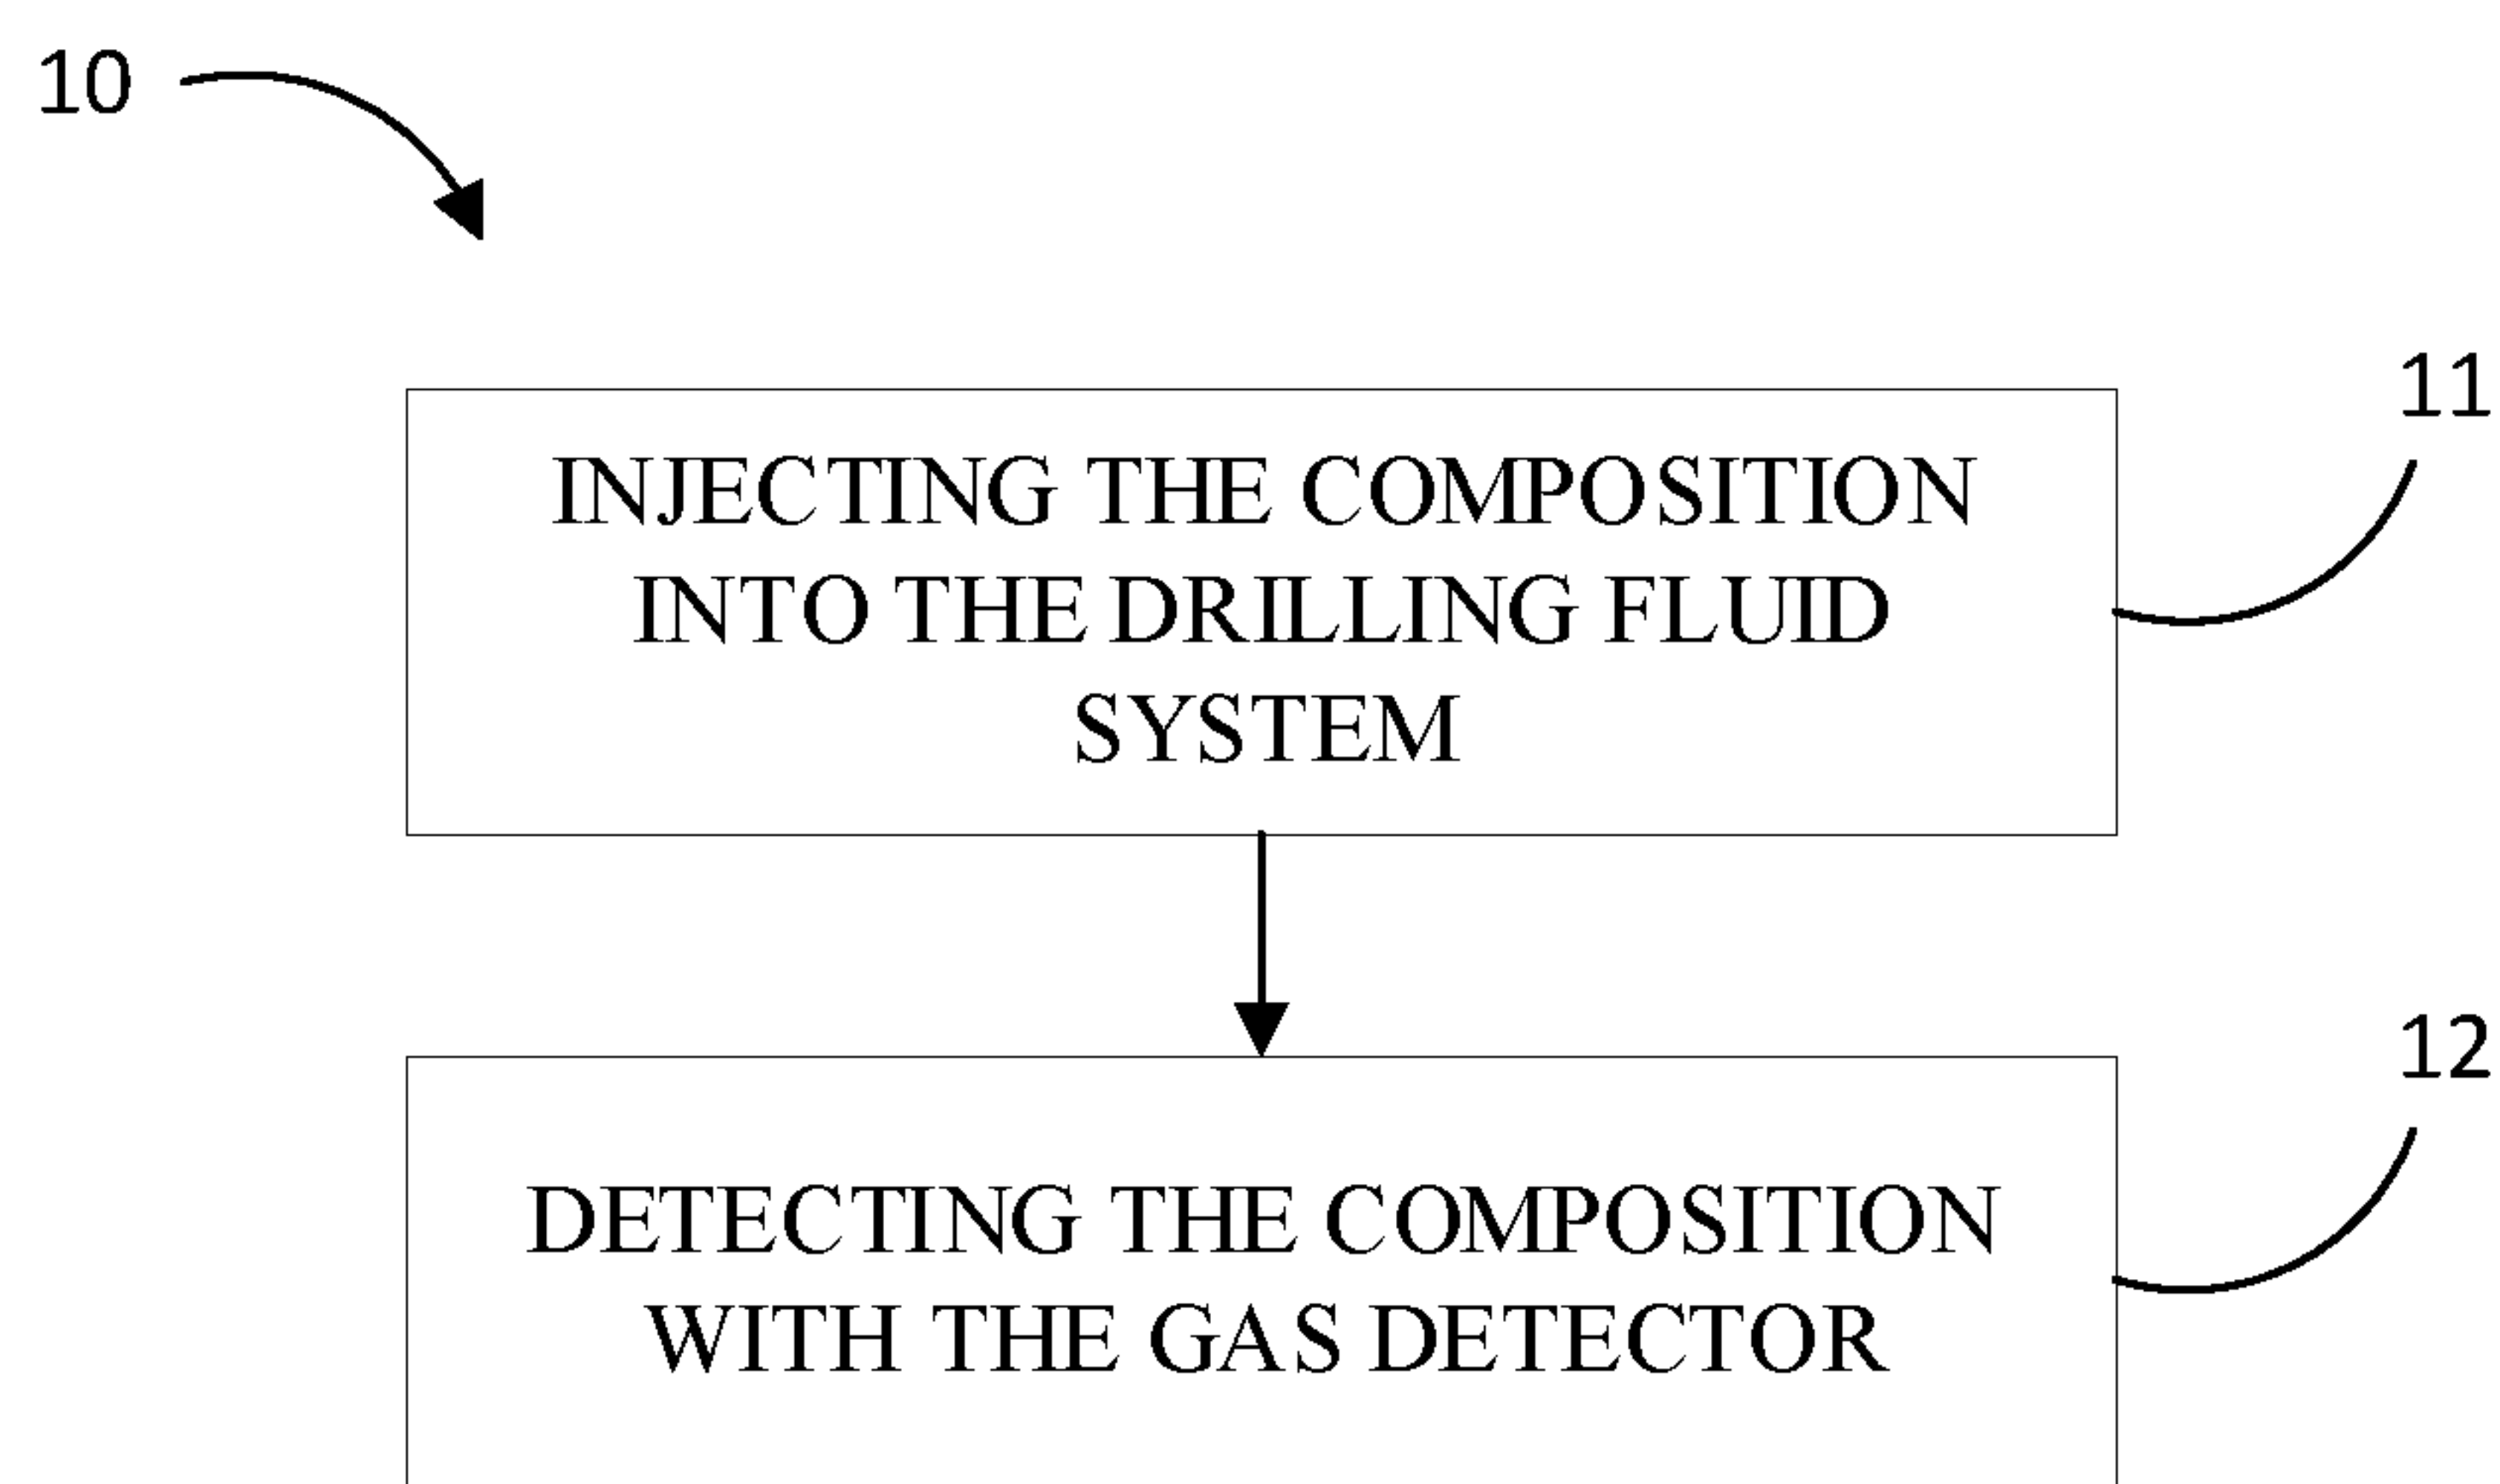 10
11
INJECTING THE COMPOSITION
INTO THE DRILLING FLUID
SYSTEM
12
DETECTING THE COMPOSITION
WITH THE GAS DETECTOR